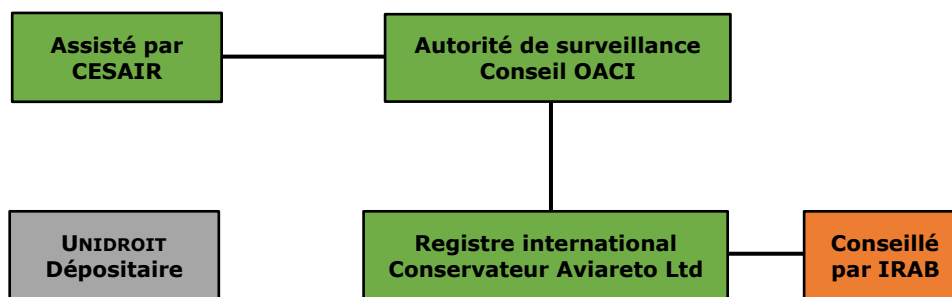 Assisté par
CESAIR
Autorité de surveillance
Conseil OACI
UNIDROIT
Dépositaire
Registre international
Conservateur Aviareto Ltd
Conseillé
par IRAB